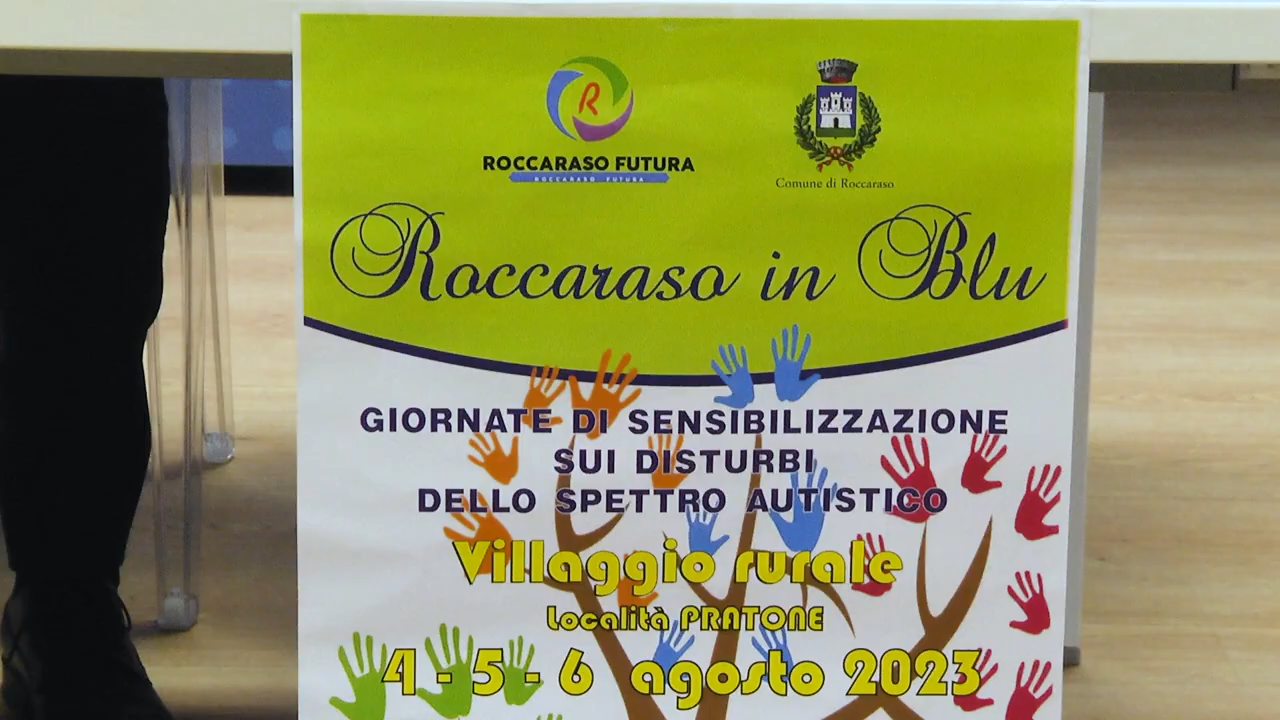 R
ROCCARASO FUTURA
ROCCARASO FUTURA
Comune di Roccaraso
Roccaraso in Blu
GIORNATE DI SENSIBILIZZAZIONE
SUI DISTURBI
DELLO SPETTRO AUTISTICO
Villaggio rurale
Località PRATONE
4 - 5 - 6 agosto 2023